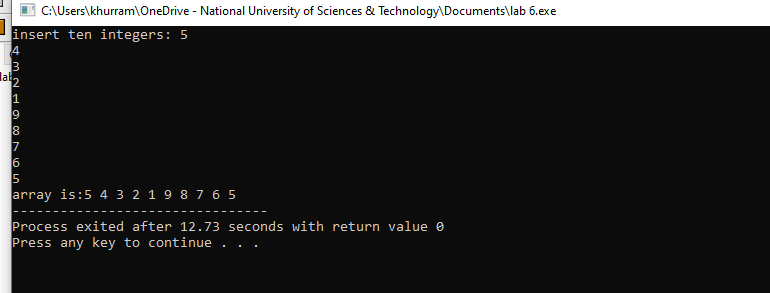 C:\Users\khurram\OneDrive - National University of Sciences & Technology\Documents\lab 6.exe
insert ten integers: 5
4
3
2
1
9
8
7
6
5
array is:5 4 3 2 1 9 8 7 6 5
--------------------------------
Process exited after 12.73 seconds with return value 0
Press any key to continue . . .